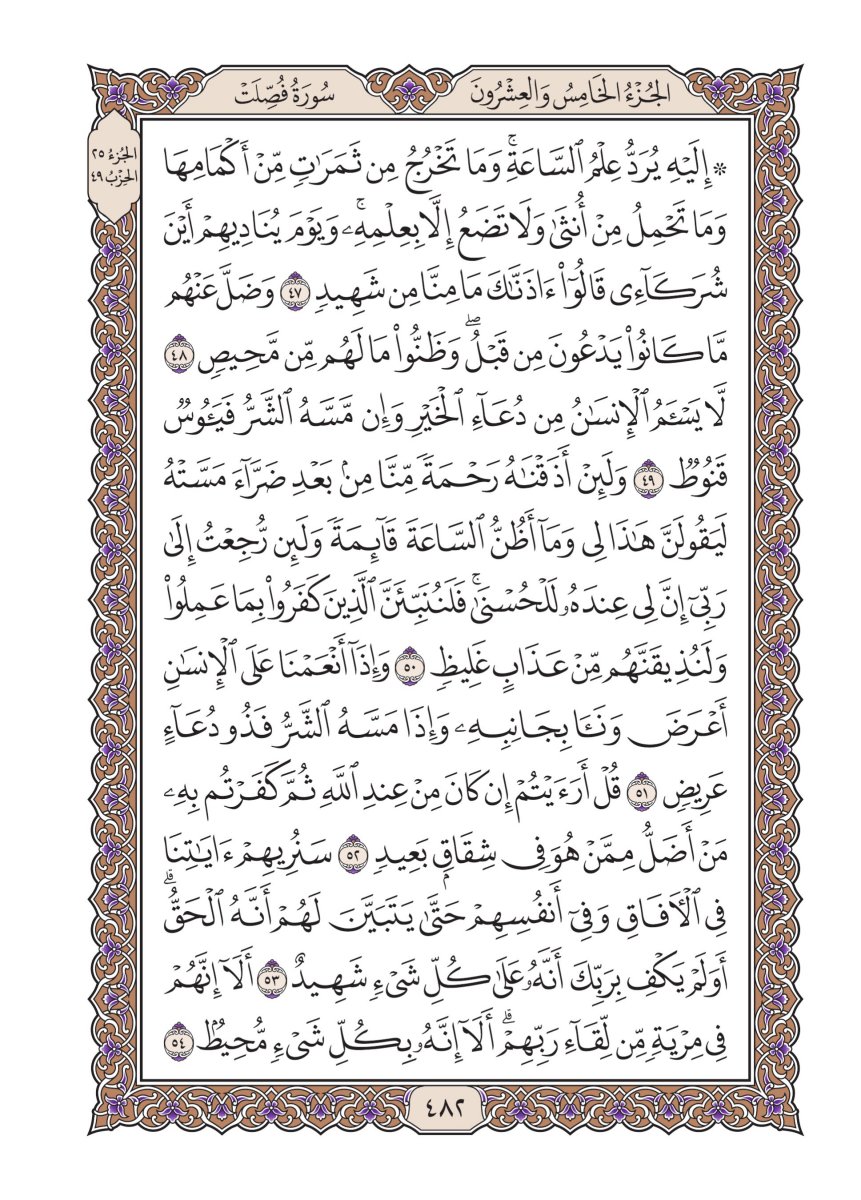 الجُزْءُ الخَامِسُ وَالعِشْرُونَ
سُورَةُ فُصِّلَتْ
الجُزءُ ٢٥
الحِزْبُ ٤٩
۞ إِلَيْهِ يُرَدُّ عِلْمُ ٱلسَّاعَةِۚ وَمَا تَخْرُجُ مِن ثَمَرَٰتٖ مِّنْ أَكْمَامِهَا
وَمَا تَحْمِلُ مِنْ أُنثَىٰ وَلَا تَضَعُ إِلَّا بِعِلْمِهِۦۚ وَيَوْمَ يُنَادِيهِمْ أَيْنَ
شُرَكَآءِي قَالُوٓاْ ءَاذَنَّٰكَ مَا مِنَّا مِن شَهِيدٖ ٤٧ وَضَلَّ عَنْهُم
مَّا كَانُواْ يَدْعُونَ مِن قَبْلُۖ وَظَنُّواْ مَا لَهُم مِّن مَّحِيصٖ ٤٨
لَّا يَسْـَٔمُ ٱلْإِنسَٰنُ مِن دُعَآءِ ٱلْخَيْرِ وَإِن مَّسَّهُ ٱلشَّرُّ فَيَـُٔوسٞ
قَنُوطٞ ٤٩ وَلَئِنْ أَذَقْنَٰهُ رَحْمَةٗ مِّنَّا مِنۢ بَعْدِ ضَرَّآءَ مَسَّتْهُ
لَيَقُولَنَّ هَٰذَا لِي وَمَآ أَظُنُّ ٱلسَّاعَةَ قَآئِمَةٗ وَلَئِن رُّجِعْتُ إِلَىٰ
رَبِّيٓ إِنَّ لِي عِندَهُۥ لَلْحُسْنَىٰۚ فَلَنُنَبِّئَنَّ ٱلَّذِينَ كَفَرُواْ بِمَا عَمِلُواْ
وَلَنُذِيقَنَّهُم مِّنْ عَذَابٍ غَلِيظٖ ٥٠ وَإِذَآ أَنْعَمْنَا عَلَى ٱلْإِنسَٰنِ
أَعْرَضَ وَنَـَٔا بِجَانِبِهِۦ وَإِذَا مَسَّهُ ٱلشَّرُّ فَذُو دُعَآءٍ
عَرِيضٖ ٥١ قُلْ أَرَءَيْتُمْ إِن كَانَ مِنْ عِندِ ٱللَّهِ ثُمَّ كَفَرْتُم بِهِۦ
مَنْ أَضَلُّ مِمَّنْ هُوَ فِي شِقَاقِۭ بَعِيدٖ ٥٢ سَنُرِيهِمْ ءَايَٰتِنَا
فِي ٱلْأٓفَاقِ وَفِيٓ أَنفُسِهِمْ حَتَّىٰ يَتَبَيَّنَ لَهُمْ أَنَّهُ ٱلْحَقُّۗ
أَوَلَمْ يَكْفِ بِرَبِّكَ أَنَّهُۥ عَلَىٰ كُلِّ شَيْءٖ شَهِيدٌ ٥٣ أَلَآ إِنَّهُمْ
فِي مِرْيَةٖ مِّن لِّقَآءِ رَبِّهِمْۗ أَلَآ إِنَّهُۥ بِكُلِّ شَيْءٖ مُّحِيطُۢ ٥٤
٤٨٢